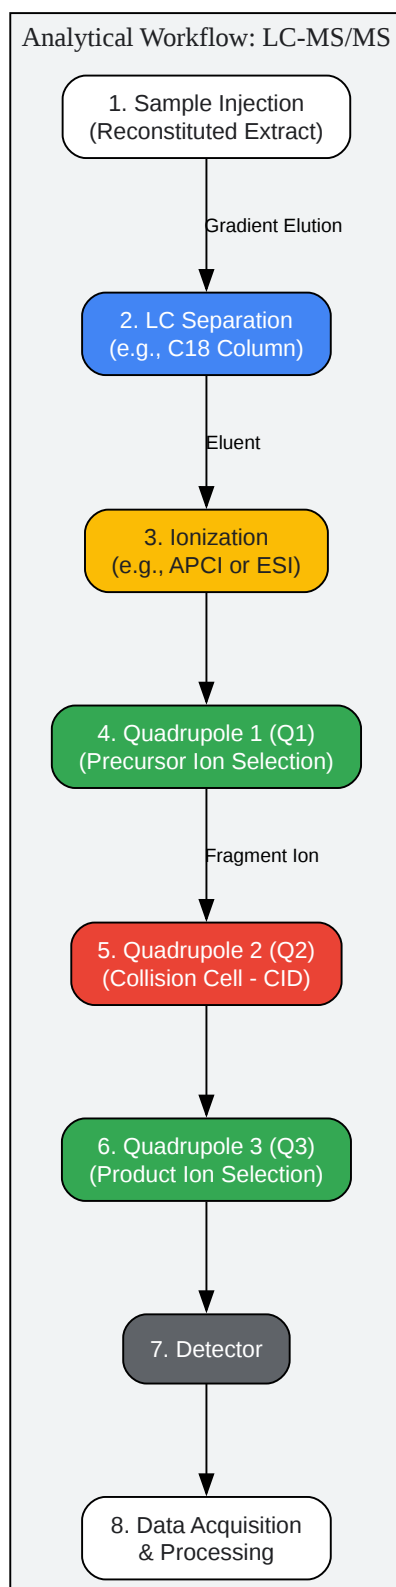 Analytical Workflow: LC-MS/MS
1. Sample Injection
(Reconstituted Extract)
Gradient Elution
2. LC Separation
(e.g., C18 Column)
Eluent
3. Ionization
(e.g., APCI or ESI)
4. Quadrupole 1 (Q1)
(Precursor Ion Selection)
Fragment Ion
5. Quadrupole 2 (Q2)
(Collision Cell - CID)
6. Quadrupole 3 (Q3)
(Product Ion Selection)
7. Detector
8. Data Acquisition
& Processing